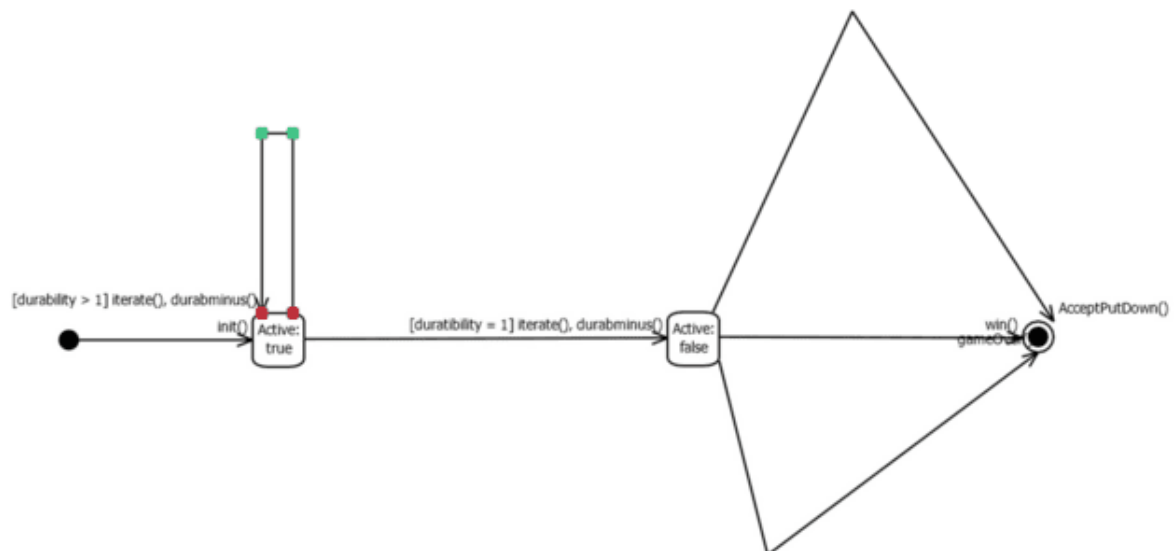 [durability > 1] iterate(), durabminus()
init()
Active:
true
[duratibility = 1] iterate(), durabminus()
Active:
false
AcceptPutDown()
win()